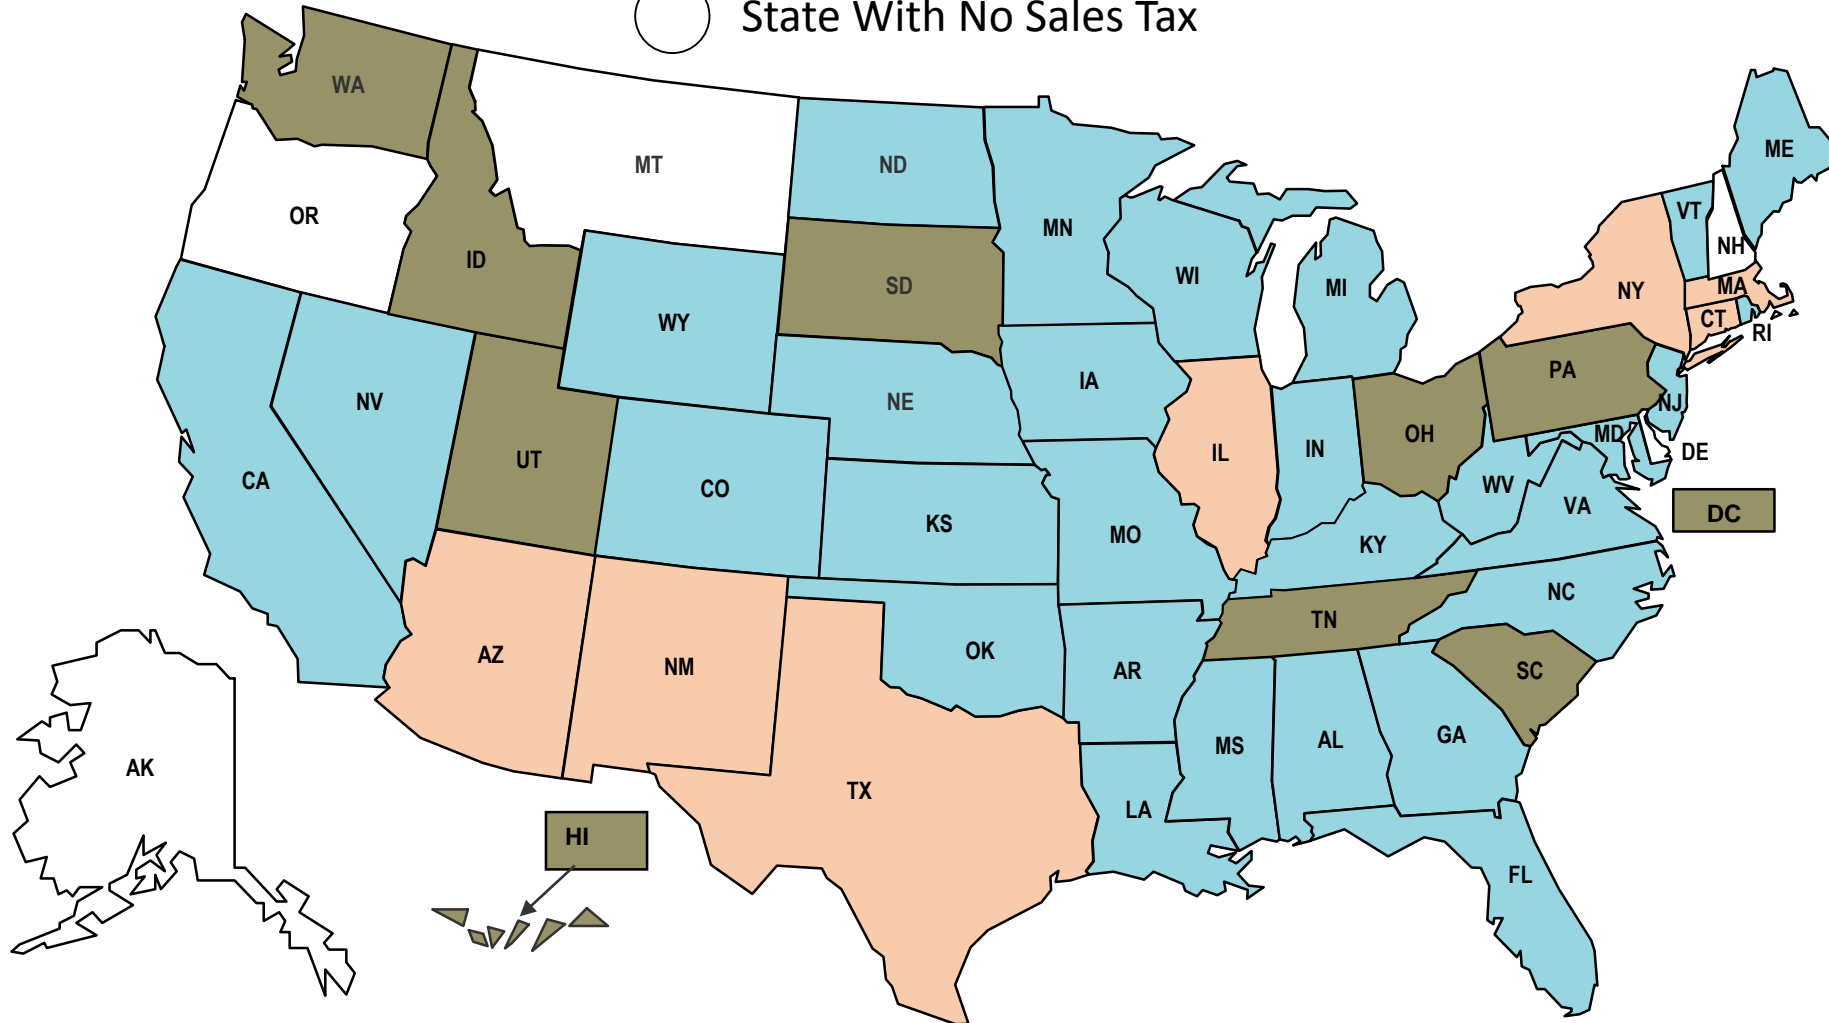 State With No Sales Tax
WA
MT
ND
ME
OR
MN
VT
NH
ID
SD
WI
MI
NY
MA
CT
RI
WY
IA
PA
NV
NE
NJ
OH
MD
DE
UT
IL
IN
CA
CO
WV
VA
DC
KS
MO
KY
NC
TN
AZ
NM
OK
AR
SC
MS
AL
GA
AK
TX
LA
HI
FL